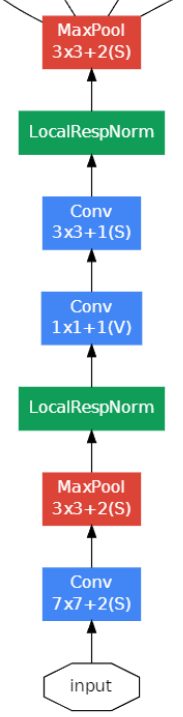 MaxPool
3x3+2(S)
LocalRespNorm
Conv
3x3+1(S)
Conv
1x1+1(V)
LocalRespNorm
MaxPool
3x3+2(S)
Conv
7x7+2(S)
input